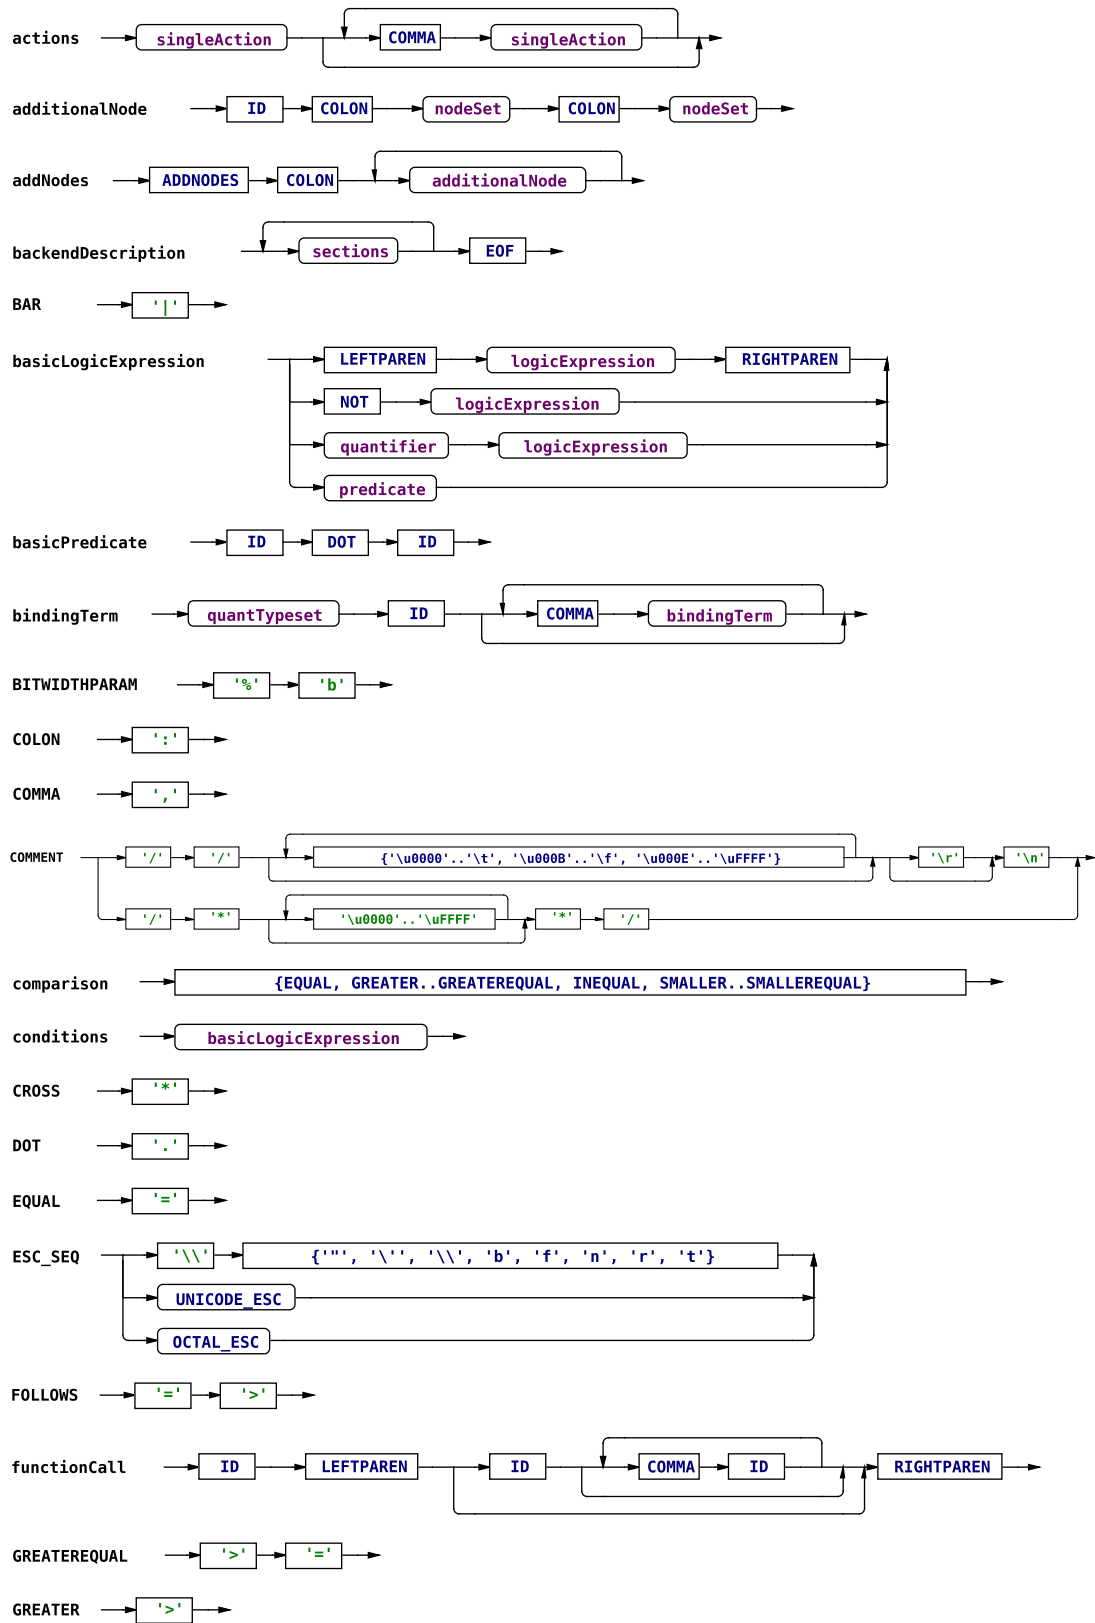 actions singleAction COMMA singleAction
additionalNode ID COLON nodeSet COLON nodeSet
addNodes ADDNODES COLON additionalNode
backendDescription sections EOF
BAR '|'
basicLogicExpression LEFTPAREN logicExpression RIGHTPAREN
NOT logicExpression
quantifier logicExpression
predicate
basicPredicate ID DOT ID
bindingTerm quantTypeset ID COMMA bindingTerm
BITWIDTHPARAM '%' 'b'
COLON ':'
COMMA ','
COMMENT '/' '/' {'\u0000'..'\t', '\u000B'..'\f', '\u000E'..'\uFFFF'} '\r' '\n'
'/' '*' '\u0000'..'\uFFFF' '*' '/'
comparison {EQUAL, GREATER..GREATEREQUAL, INEQUAL, SMALLER..SMALLEREQUAL}
conditions basicLogicExpression
CROSS '*'
DOT '.'
EQUAL '='
ESC_SEQ '\\' {'"', '\'', '\\', 'b', 'f', 'n', 'r', 't'}
UNICODE_ESC
OCTAL_ESC
FOLLOWS '=' '>'
functionCall ID LEFTPAREN ID COMMA ID RIGHTPAREN
GREATEREQUAL '>' '='
GREATER '>'